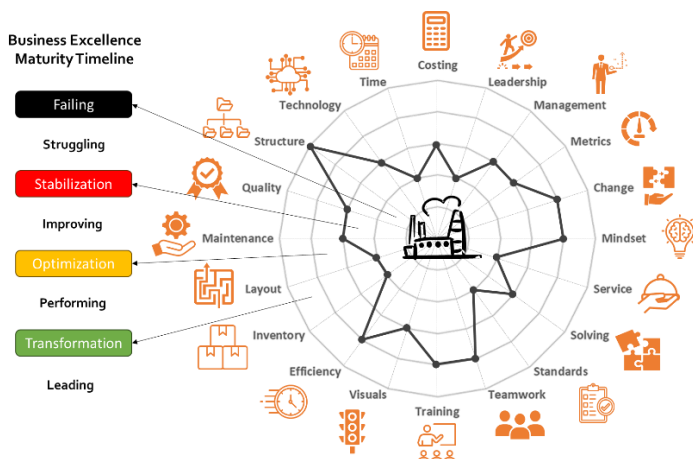 Business Excellence
Maturity Timeline
Failing
Struggling
Stabilization
Improving
Optimization
Performing
Transformation
Leading
Costing
Leadership
Management
Metrics
Change
Mindset
Service
Solving
Standards
Teamwork
Training
Visuals
Efficiency
Inventory
Layout
Maintenance
Quality
Structure
Technology
Time